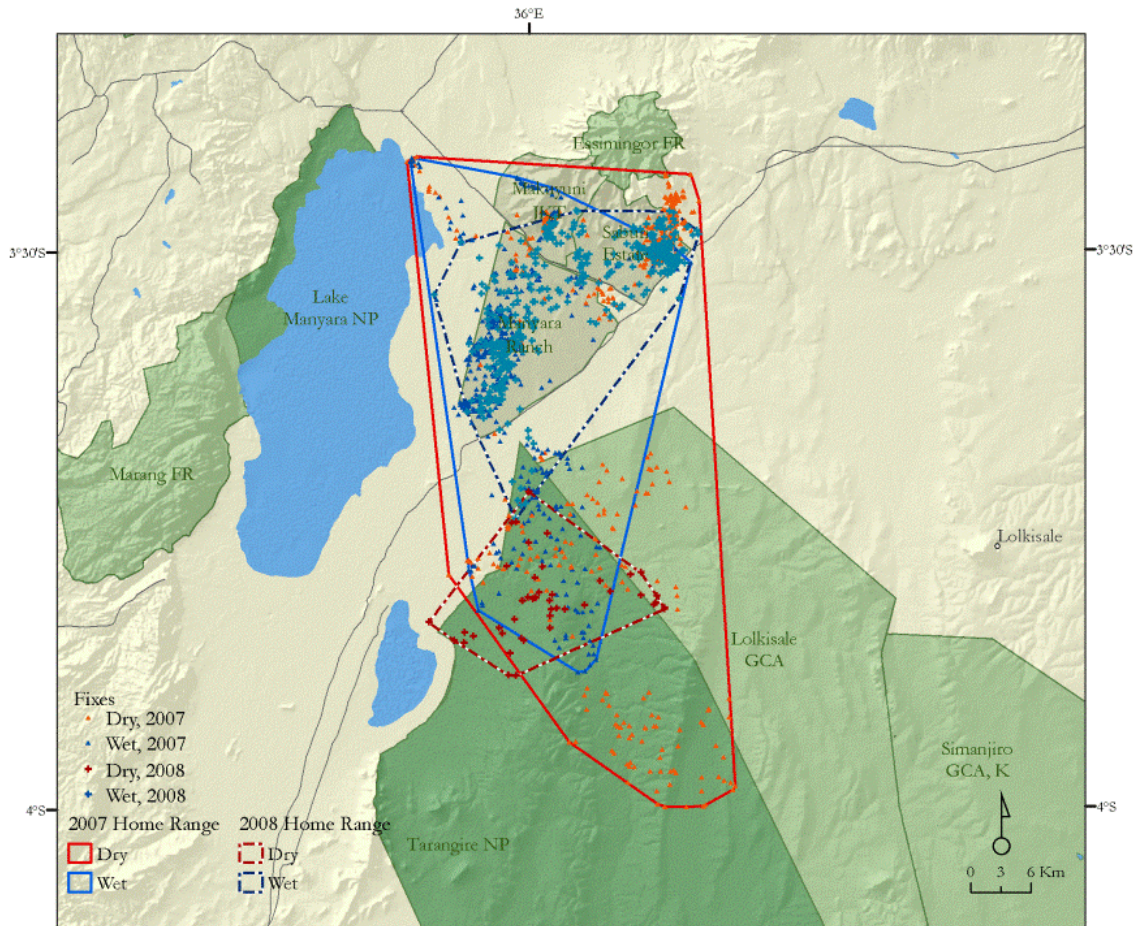 36°E
Essimingor FR
Makuyuni
JKT
3°30'S
3°30'S
Estate
Lake
Manyara NP
Manyara
Ranch
Marang FR
Lolkisale
Lolkisale
GCA
Fixes
Dry, 2007
Wet, 2007
Dry, 2008
Wet, 2008
Simanjiro
GCA, K
4°S
4°S
2007 Home Range
2008 Home Range
Dry
Dry
Wet
Wet
Tarangire NP
0 3 6 Km